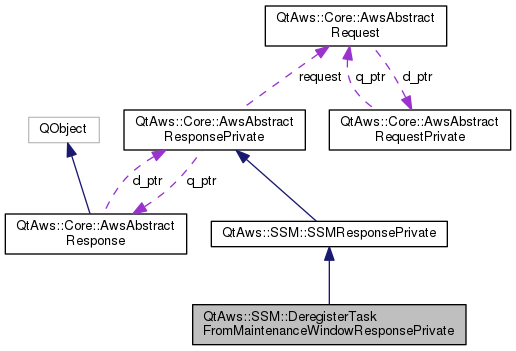 QtAws::Core::AwsAbstract
Request
request
q_ptr
d_ptr
QObject
QtAws::Core::AwsAbstract
ResponsePrivate
QtAws::Core::AwsAbstract
RequestPrivate
d_ptr
q_ptr
QtAws::Core::AwsAbstract
Response
QtAws::SSM::SSMResponsePrivate
QtAws::SSM::DeregisterTask
FromMaintenanceWindowResponsePrivate